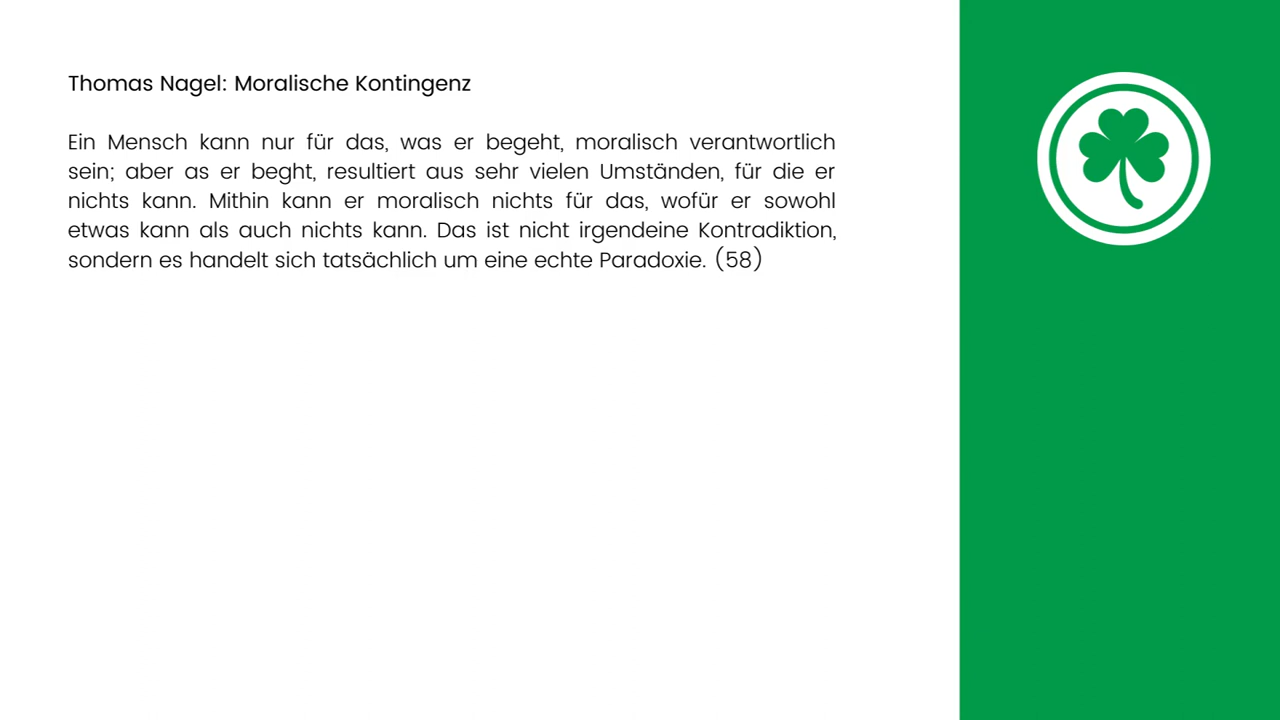 Thomas Nagel: Moralische Kontingenz
Ein Mensch kann nur für das, was er begeht, moralisch verantwortlich
sein; aber as er beght, resultiert aus sehr vielen Umständen, für die er
nichts kann. Mithin kann er moralisch nichts für das, wofür er sowohl
etwas kann als auch nichts kann. Das ist nicht irgendeine Kontradiktion,
sondern es handelt sich tatsächlich um eine echte Paradoxie. (58)